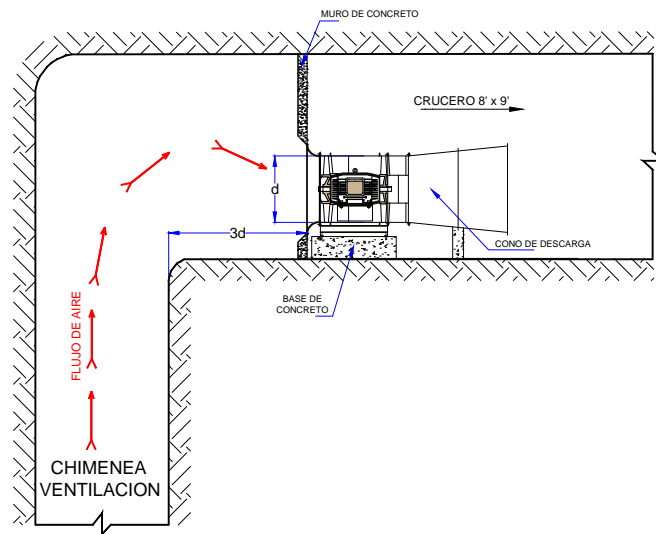 MURO DE CONCRETO
CRUCERO 8' x 9'
d
3d
CONO DE DESCARGA
BASE DE
CONCRETO
FLUJO DE AIRE
CHIMENEA
VENTILACION